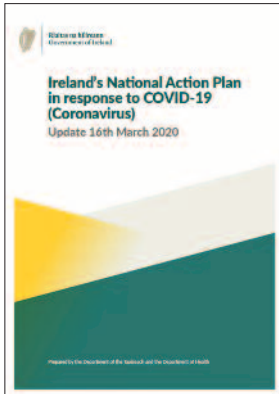 Rialtas na hÉireann
Government of Ireland
Ireland's National Action Plan
in response to COVID-19
(Coronavirus)
Update 16th March 2020
Prepared by the Department of the Taoiseach and the Department of Health